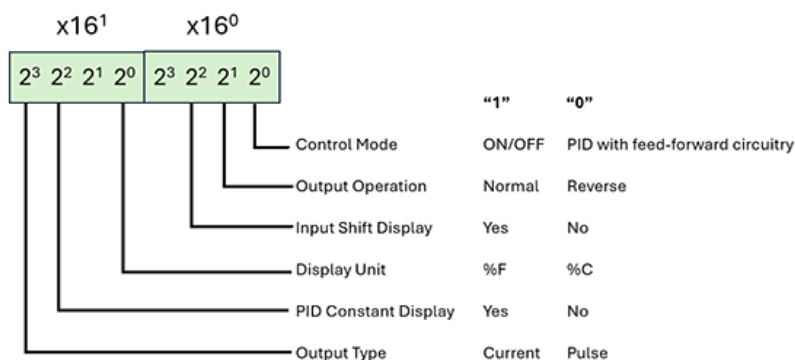 x16¹ x16⁰
2³ 2² 2¹ 2⁰ 2³ 2² 2¹ 2⁰
“1” “0”
Control Mode ON/OFF PID with feed-forward circuitry
Output Operation Normal Reverse
Input Shift Display Yes No
Display Unit %F %C
PID Constant Display Yes No
Output Type Current Pulse